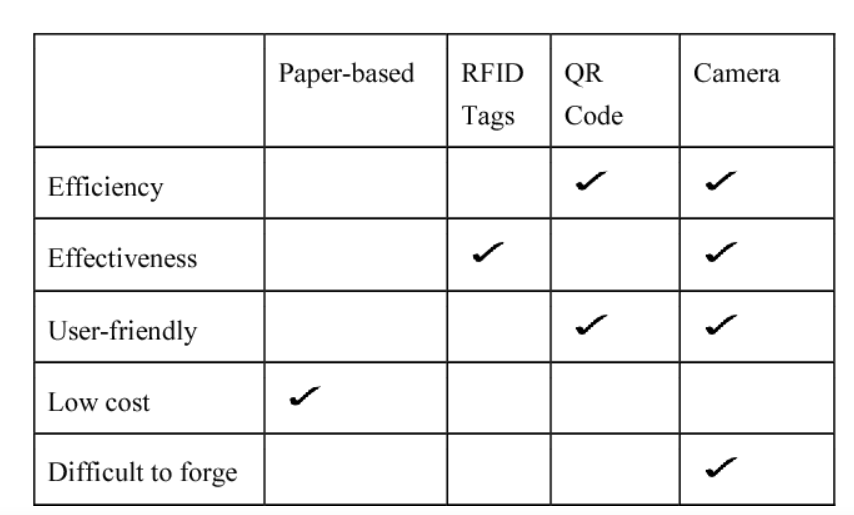 Paper-based RFID Tags QR Code Camera
Efficiency ✓ ✓
Effectiveness ✓ ✓
User-friendly ✓ ✓
Low cost ✓
Difficult to forge ✓